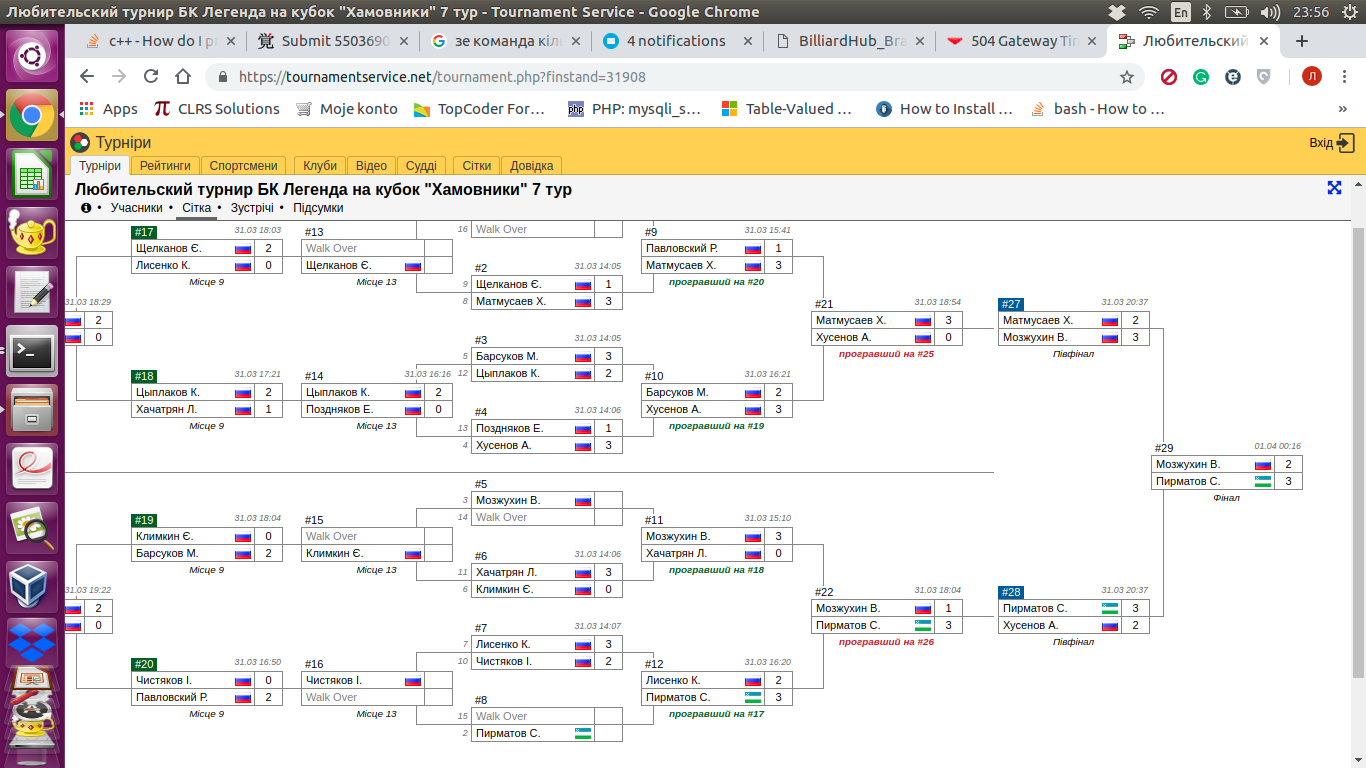 Любительский турнир БК Легенда на кубок "Хамовники" 7 тур - Tournament Service - Google Chrome
En
23:56
c++ - How do I pr
Submit 5503690
зе команда кіл
4 notifications
BilliardHub_Bra
504 Gateway Tim
Любительский
https://tournamentservice.net/tournament.php?finstand=31908
Л
Apps
CLRS Solutions
Moje konto
TopCoder For…
PHP: mysqli_s…
Table-Valued …
How to Install …
bash - How to …
»
Турніри
Вхід
Турніри Рейтинги Спортсмени Клуби Відео Судді Сітки Довідка
Любительский турнир БК Легенда на кубок "Хамовники" 7 тур
• Учасники • Сітка • Зустрічі • Підсумки
31.03 18:29
2
0
#17 31.03 18:03
Щелканов Є. 2
Лисенко К. 0
Місце 9
#18 31.03 17:21
Цыплаков К. 2
Хачатрян Л. 1
Місце 9
#13
Walk Over
Щелканов Є.
Місце 13
#14 31.03 16:16
Цыплаков К. 2
Поздняков Е. 0
Місце 13
16 Walk Over
#2 31.03 14:05
9 Щелканов Є. 1
8 Матмусаев Х. 3
#3 31.03 14:05
5 Барсуков М. 3
12 Цыплаков К. 2
#4 31.03 14:06
13 Поздняков Е. 1
4 Хусенов А. 3
#9 31.03 15:41
Павловский Р. 1
Матмусаев Х. 3
програвший на #20
#10 31.03 16:21
Барсуков М. 2
Хусенов А. 3
програвший на #19
#21 31.03 18:54
Матмусаев Х. 3
Хусенов А. 0
програвший на #25
#27 31.03 20:37
Матмусаев Х. 2
Мозжухин В. 3
Півфінал
#29 01.04 00:16
Мозжухин В. 2
Пирматов С. 3
Фінал
31.03 19:22
2
0
#19 31.03 18:04
Климкин Є. 0
Барсуков М. 2
Місце 9
#20 31.03 16:50
Чистяков І. 0
Павловский Р. 2
Місце 9
#15
Walk Over
Климкин Є.
Місце 13
#16
Чистяков І.
Walk Over
Місце 13
#5
3 Мозжухин В.
14 Walk Over
#6 31.03 14:06
11 Хачатрян Л. 3
6 Климкин Є. 0
#7 31.03 14:07
7 Лисенко К. 3
10 Чистяков І. 2
#8
15 Walk Over
2 Пирматов С.
#11 31.03 15:10
Мозжухин В. 3
Хачатрян Л. 0
програвший на #18
#12 31.03 16:20
Лисенко К. 2
Пирматов С. 3
програвший на #17
#22 31.03 18:04
Мозжухин В. 1
Пирматов С. 3
програвший на #26
#28 31.03 20:37
Пирматов С. 3
Хусенов А. 2
Півфінал